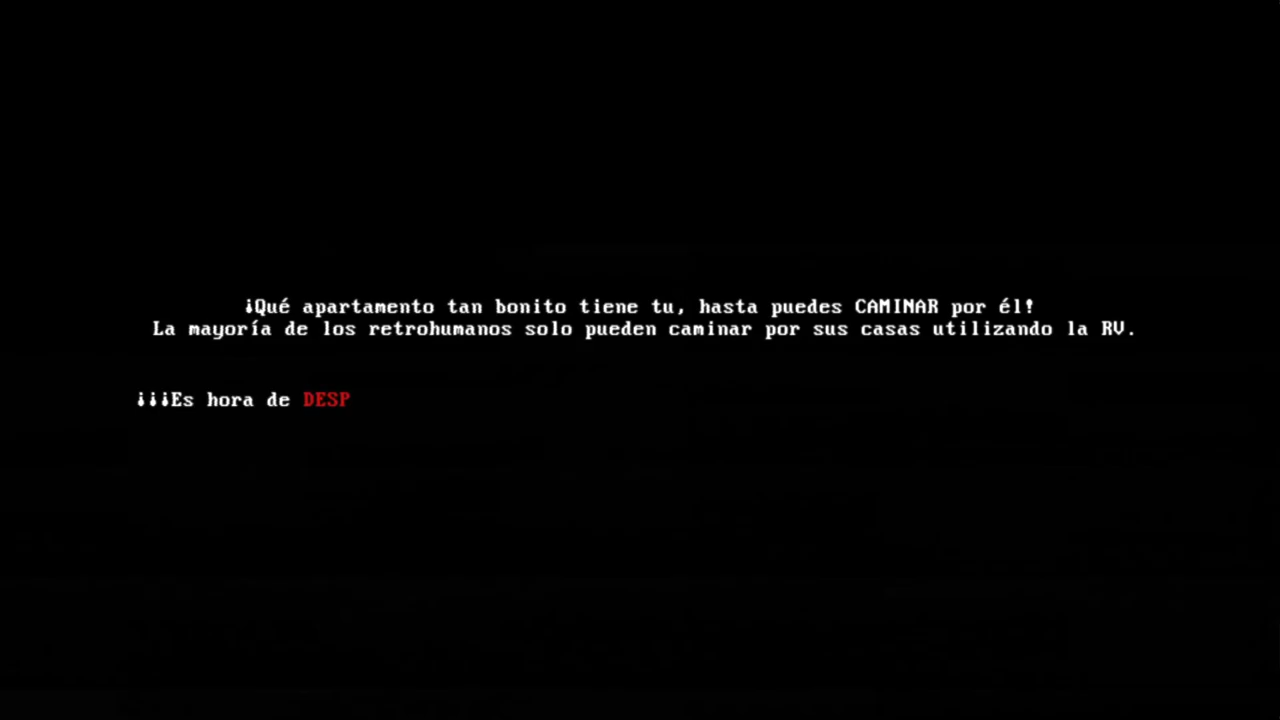 ¡Qué apartamento tan bonito tiene tu, hasta puedes CAMINAR por él!
La mayoría de los retrohumanos solo pueden caminar por sus casas utilizando la RV.
¡¡¡Es hora de DESP